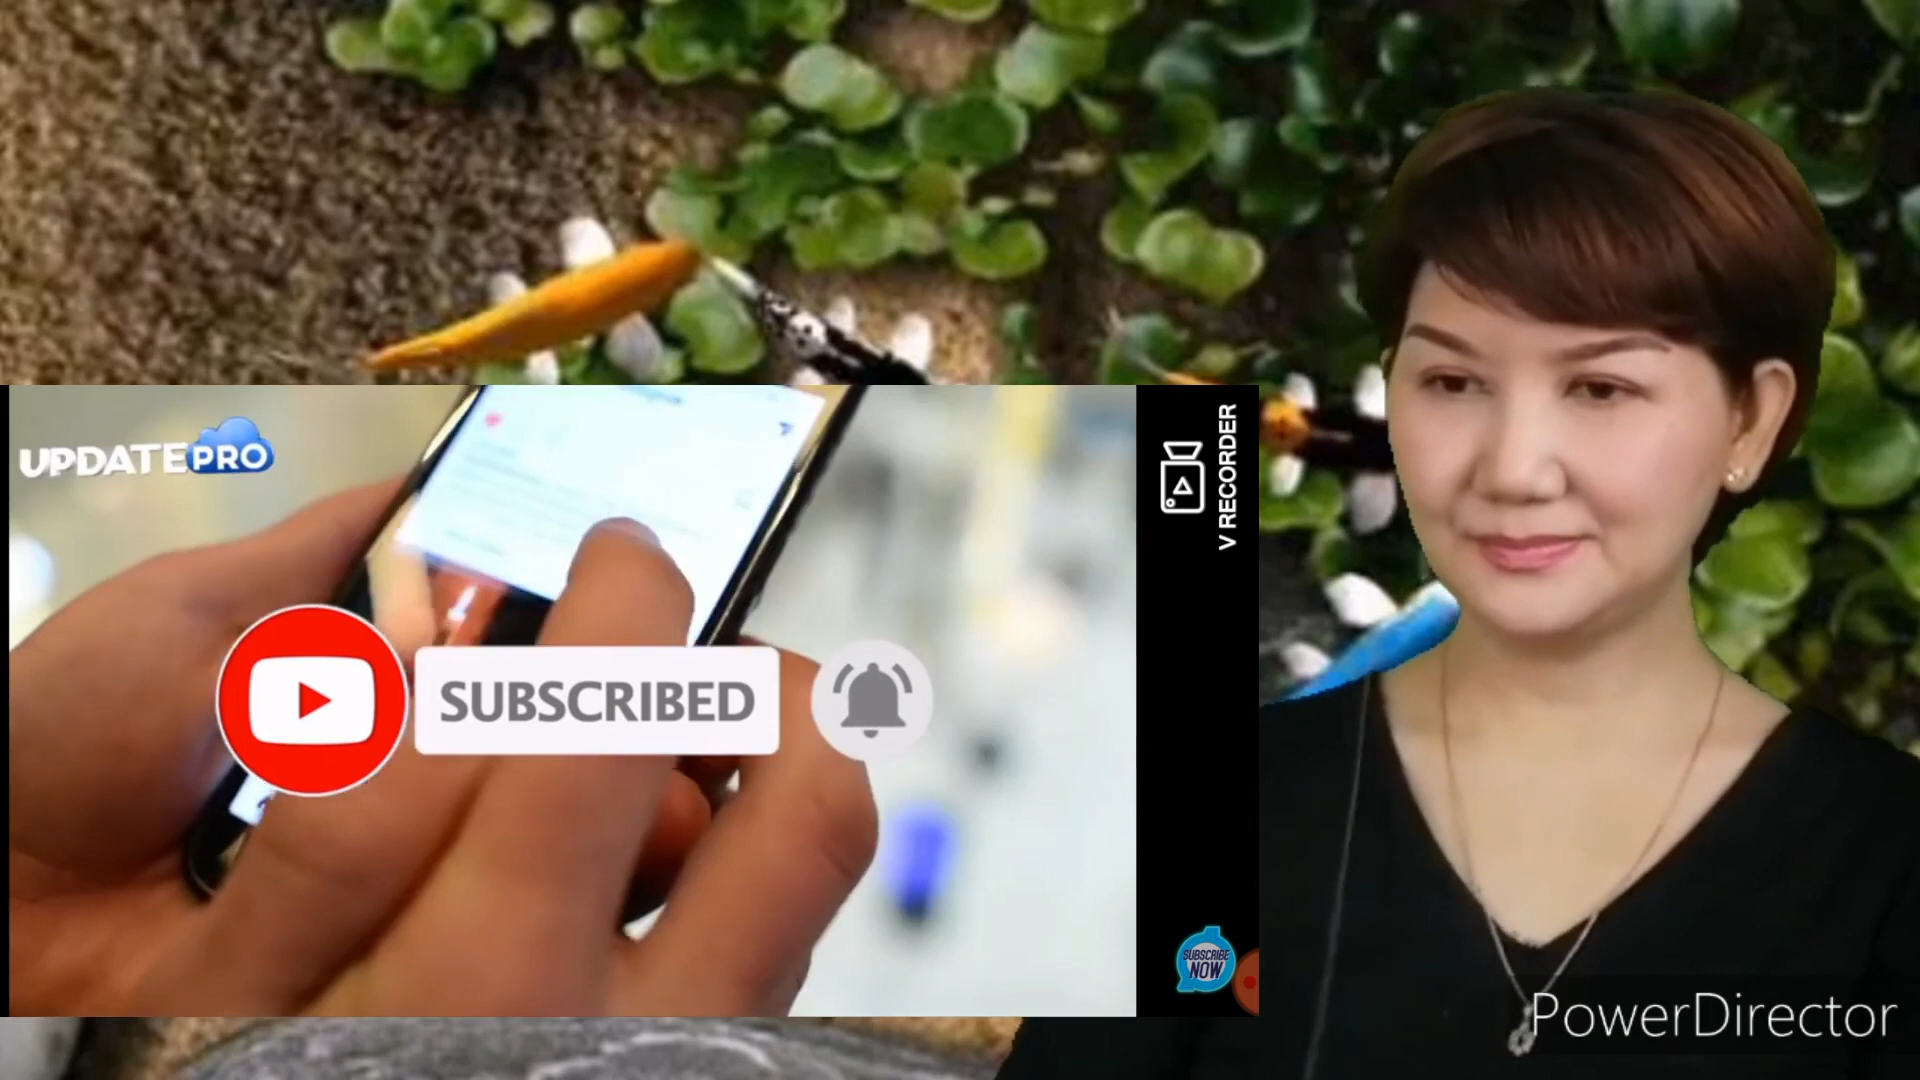 UPDATEPRO
V RECORDER
SUBSCRIBED
SUBSCRIBE
NOW
PowerDirector